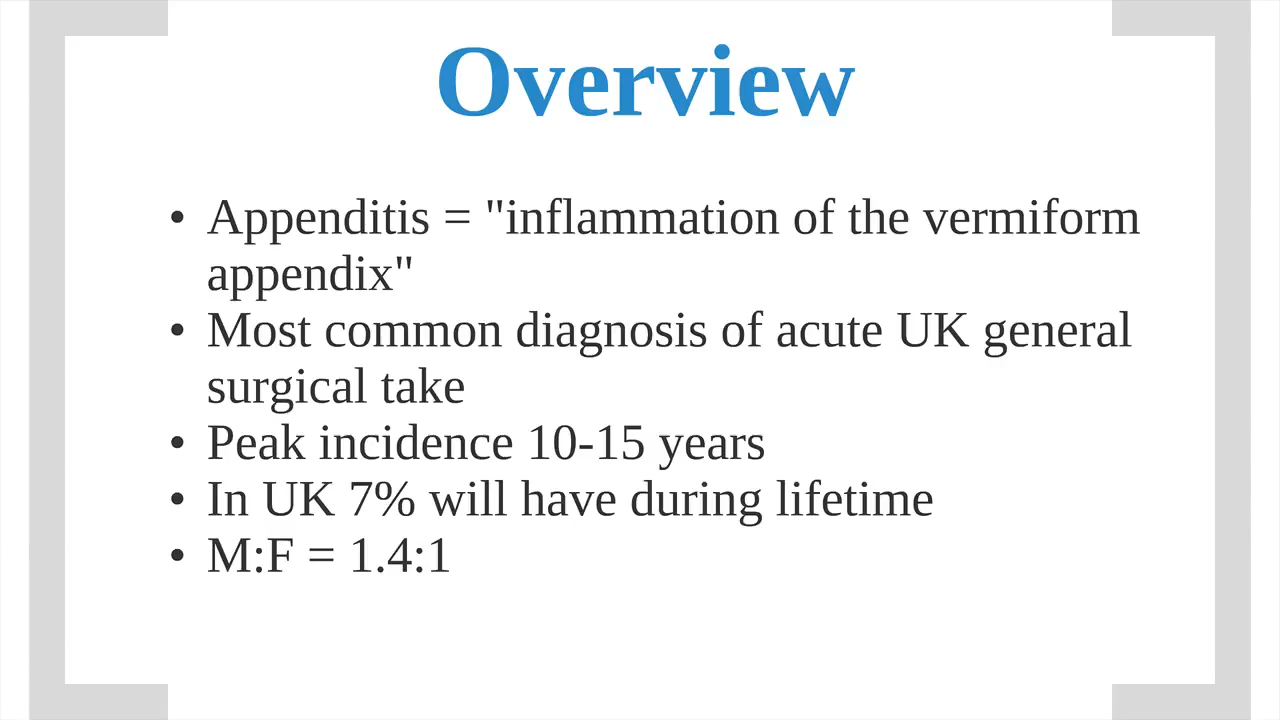 Overview
• Appenditis = "inflammation of the vermiform
appendix"
• Most common diagnosis of acute UK general
surgical take
• Peak incidence 10-15 years
• In UK 7% will have during lifetime
• M:F = 1.4:1